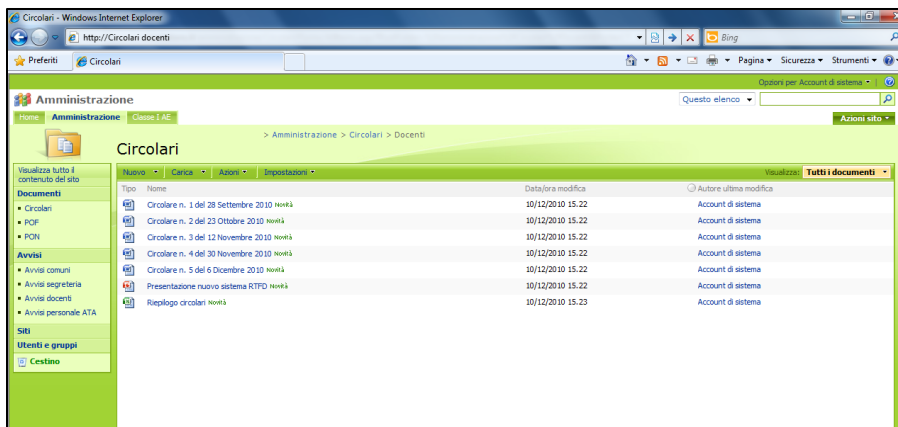 Circolari - Windows Internet Explorer
http://Circolari docenti
Bing
Preferiti
Circolari
Pagina
Sicurezza
Strumenti
Opzioni per Account di sistema
Amministrazione
Questo elenco
Home
Amministrazione
Classe I AE
Azioni sito
> Amministrazione > Circolari > Docenti
Circolari
Visualizza tutto il
contenuto del sito
Nuovo
Carica
Azioni
Impostazioni
Visualizza: Tutti i documenti
Documenti
Circolari
POF
PON
Avvisi
Avvisi comuni
Avvisi segreteria
Avvisi docenti
Avvisi personale ATA
Siti
Utenti e gruppi
Cestino
Tipo Nome Data/ora modifica Autore ultima modifica
Circolare n. 1 del 28 Settembre 2010 Novità 10/12/2010 15.22 Account di sistema
Circolare n. 2 del 23 Ottobre 2010 Novità 10/12/2010 15.22 Account di sistema
Circolare n. 3 del 12 Novembre 2010 Novità 10/12/2010 15.22 Account di sistema
Circolare n. 4 del 30 Novembre 2010 Novità 10/12/2010 15.22 Account di sistema
Circolare n. 5 del 6 Dicembre 2010 Novità 10/12/2010 15.22 Account di sistema
Presentazione nuovo sistema RTFD Novità 10/12/2010 15.22 Account di sistema
Riepilogo circolari Novità 10/12/2010 15.23 Account di sistema